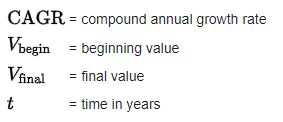 CAGR = compound annual growth rate
V_begin = beginning value
V_final = final value
t = time in years